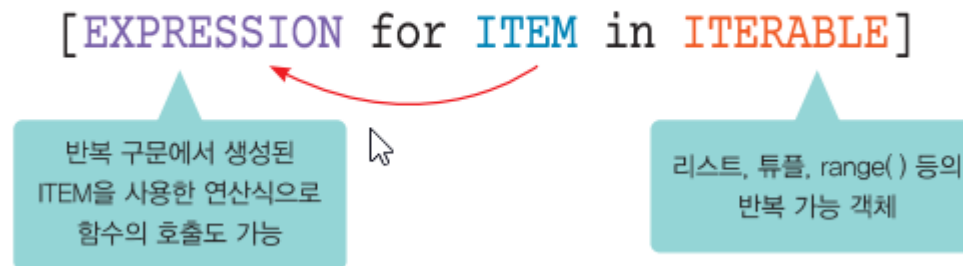 [EXPRESSION for ITEM in ITERABLE]
반복 구문에서 생성된
ITEM을 사용한 연산식으로
함수의 호출도 가능
리스트, 튜플, range( ) 등의
반복 가능 객체